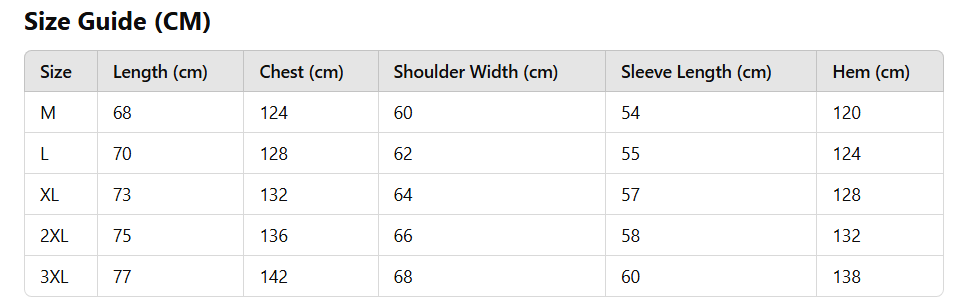 Size Guide (CM)
Size Length (cm) Chest (cm) Shoulder Width (cm) Sleeve Length (cm) Hem (cm)
M 68 124 60 54 120
L 70 128 62 55 124
XL 73 132 64 57 128
2XL 75 136 66 58 132
3XL 77 142 68 60 138